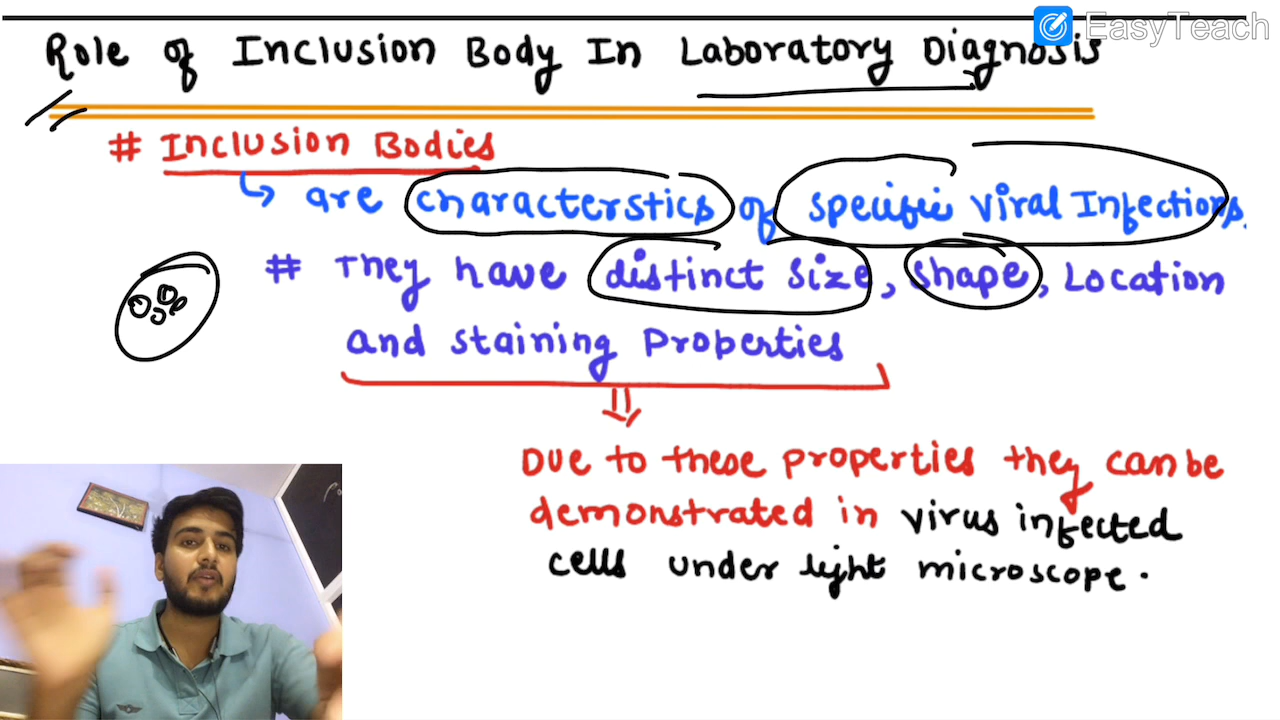 EasyTeach
Role of Inclusion Body In Laboratory Diagnosis
# Inclusion Bodies
↳ are characterstics of specific viral Infections.
# They have distinct size, shape, Location
and staining Properties
Due to these properties they can be
demonstrated in virus infected
cells under light microscope.